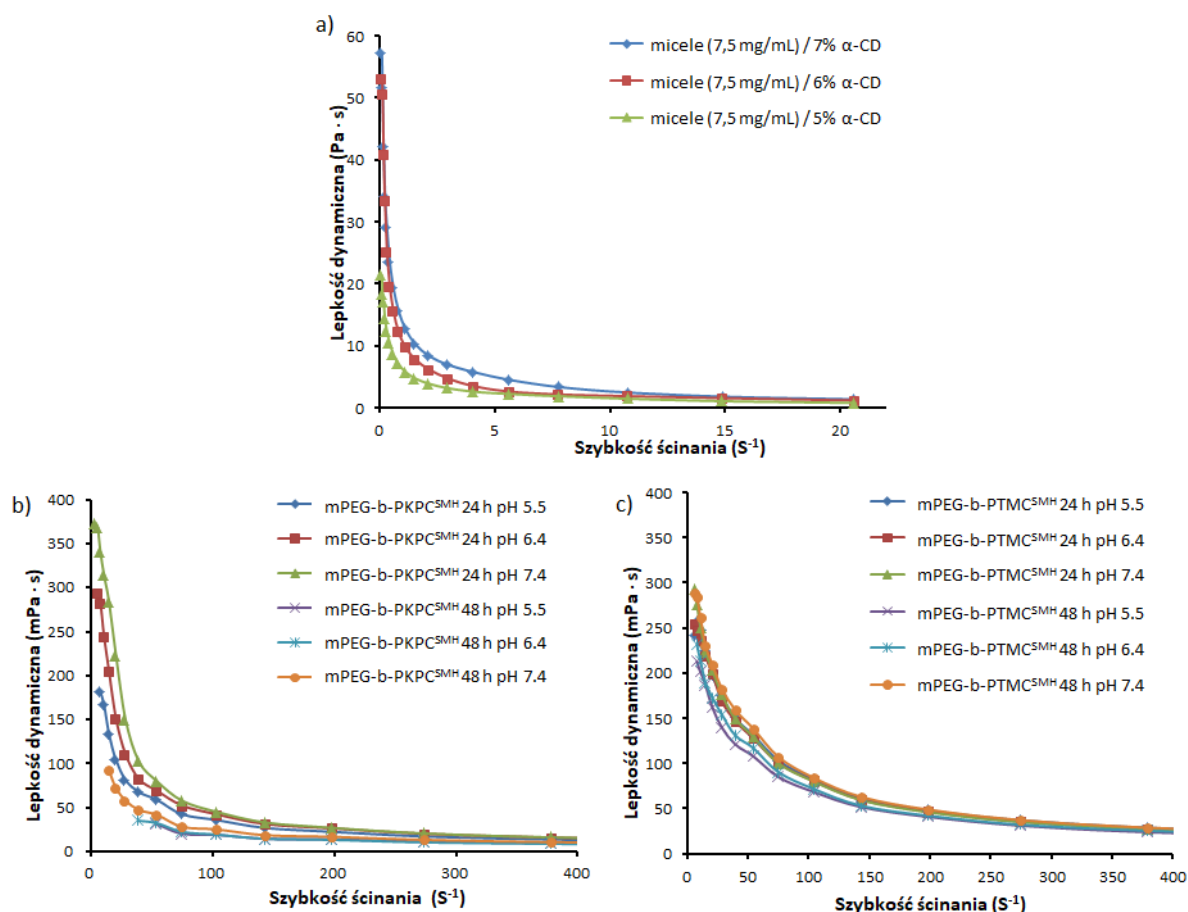 a)
Lepkość dynamiczna (Pa · s)
60
50
40
30
20
10
0
0 5 10 15 20
Szybkość ścinania (S⁻¹)
micele (7,5 mg/mL) / 7% α-CD
micele (7,5 mg/mL) / 6% α-CD
micele (7,5 mg/mL) / 5% α-CD
b)
Lepkość dynamiczna (mPa · s)
400
350
300
250
200
150
100
50
0
0 100 200 300 400
Szybkość ścinania (S⁻¹)
mPEG-b-PKPCˢᴹᴴ 24 h pH 5.5
mPEG-b-PKPCˢᴹᴴ 24 h pH 6.4
mPEG-b-PKPCˢᴹᴴ 24 h pH 7.4
mPEG-b-PKPCˢᴹᴴ 48 h pH 5.5
mPEG-b-PKPCˢᴹᴴ 48 h pH 6.4
mPEG-b-PKPCˢᴹᴴ 48 h pH 7.4
c)
Lepkość dynamiczna (mPa · s)
400
350
300
250
200
150
100
50
0
0 50 100 150 200 250 300 350 400
Szybkość ścinania (S⁻¹)
mPEG-b-PTMCˢᴹᴴ 24 h pH 5.5
mPEG-b-PTMCˢᴹᴴ 24 h pH 6.4
mPEG-b-PTMCˢᴹᴴ 24 h pH 7.4
mPEG-b-PTMCˢᴹᴴ 48 h pH 5.5
mPEG-b-PTMCˢᴹᴴ 48 h pH 6.4
mPEG-b-PTMCˢᴹᴴ 48 h pH 7.4